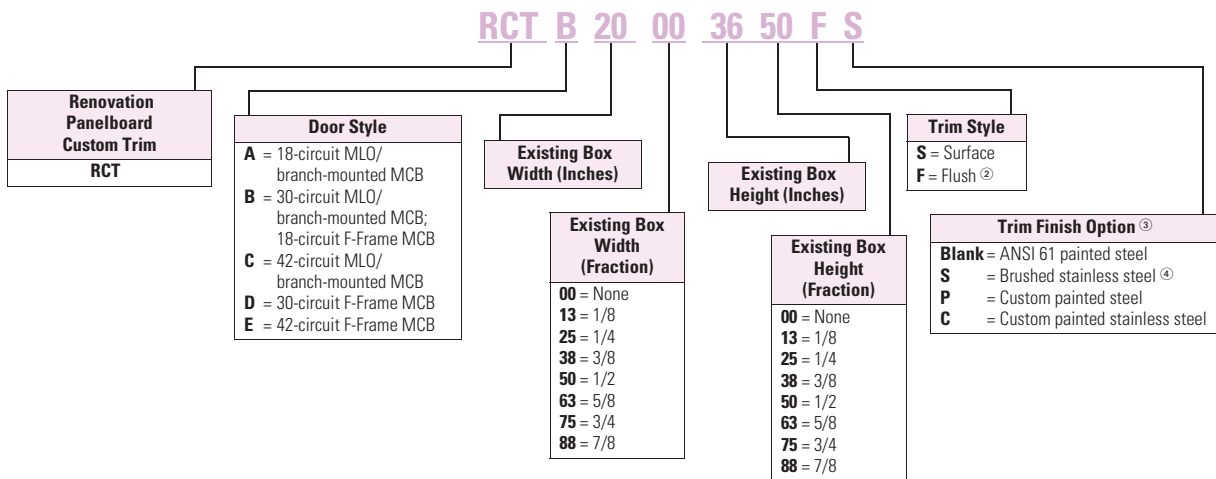 RCT B 20 00 36 50 F S
Renovation
Panelboard
Custom Trim
RCT
Door Style
A = 18-circuit MLO/
branch-mounted MCB
B = 30-circuit MLO/
branch-mounted MCB;
18-circuit F-Frame MCB
C = 42-circuit MLO/
branch-mounted MCB
D = 30-circuit F-Frame MCB
E = 42-circuit F-Frame MCB
Existing Box
Width (Inches)
Existing Box
Width
(Fraction)
00 = None
13 = 1/8
25 = 1/4
38 = 3/8
50 = 1/2
63 = 5/8
75 = 3/4
88 = 7/8
Existing Box
Height (Inches)
Existing Box
Height
(Fraction)
00 = None
13 = 1/8
25 = 1/4
38 = 3/8
50 = 1/2
63 = 5/8
75 = 3/4
88 = 7/8
Trim Style
S = Surface
F = Flush ②
Trim Finish Option ③
Blank = ANSI 61 painted steel
S = Brushed stainless steel ④
P = Custom painted steel
C = Custom painted stainless steel